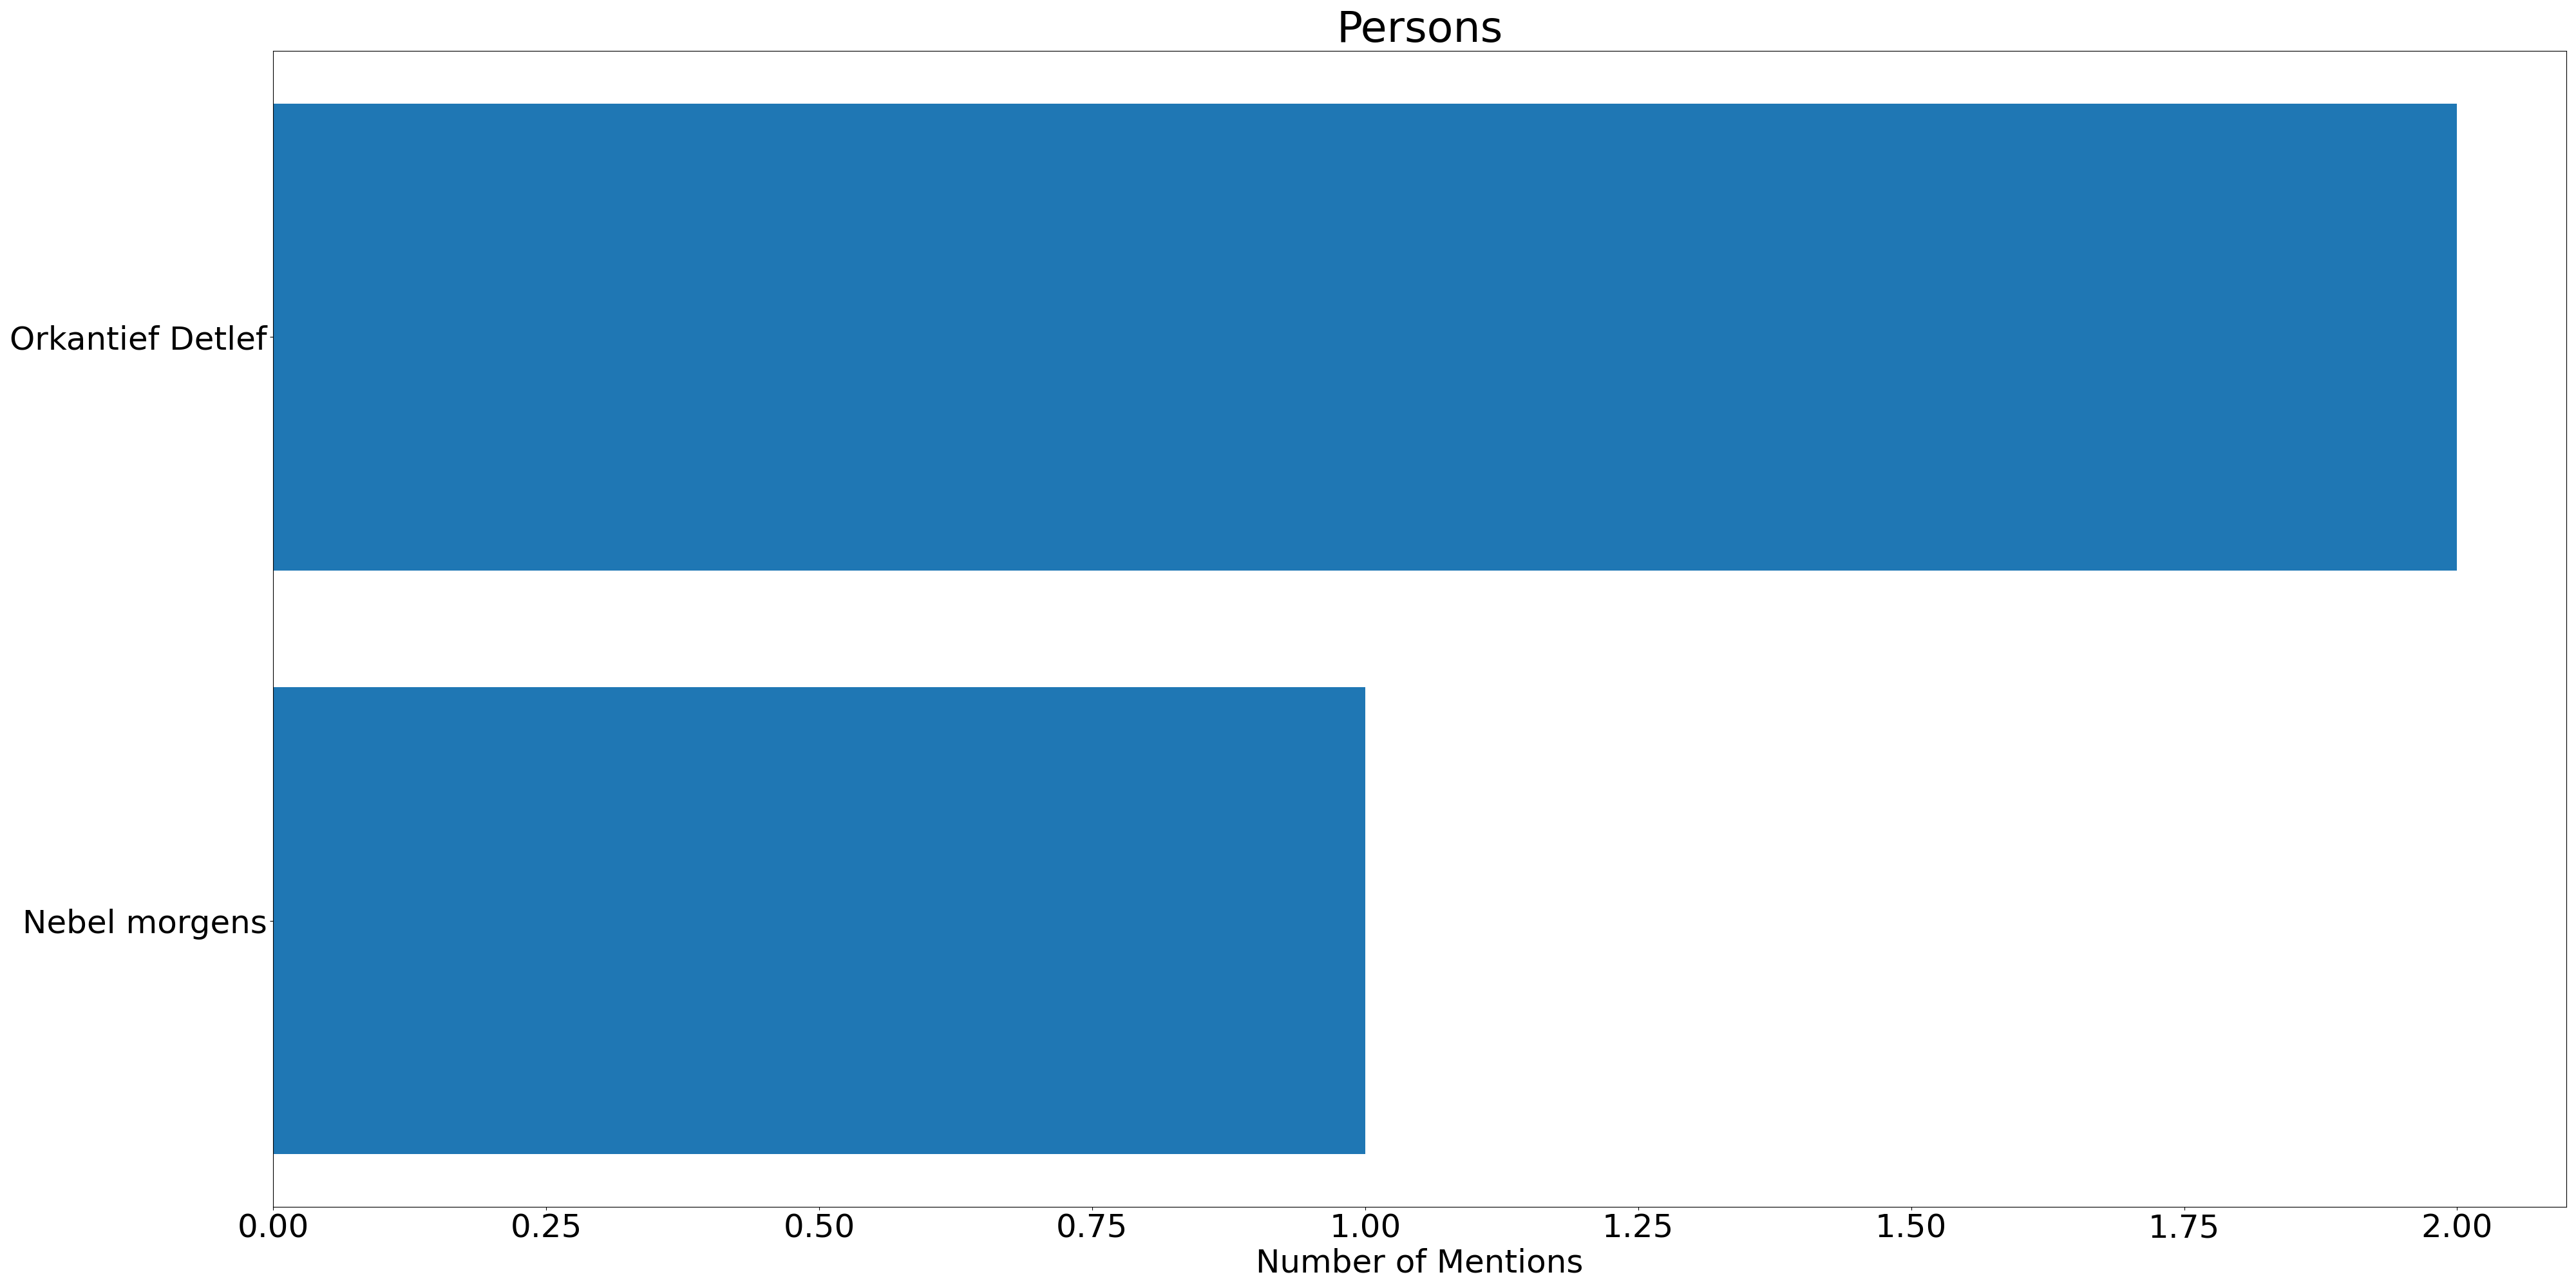 Persons
Orkantief Detlef
Nebel morgens
0.00 0.25 0.50 0.75 1.00 1.25 1.50 1.75 2.00
Number of Mentions